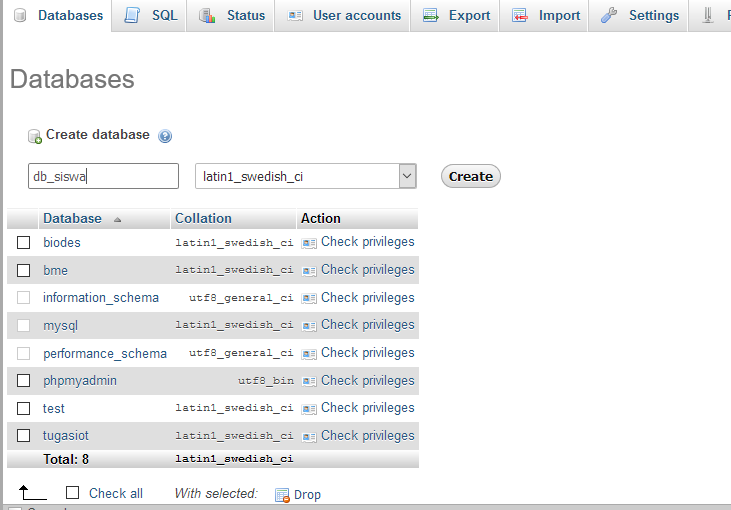 Databases SQL Status User accounts Export Import Settings
Databases
Create database
db_siswa latin1_swedish_ci Create
Database Collation Action
biodes latin1_swedish_ci Check privileges
bme latin1_swedish_ci Check privileges
information_schema utf8_general_ci Check privileges
mysql latin1_swedish_ci Check privileges
performance_schema utf8_general_ci Check privileges
phpmyadmin utf8_bin Check privileges
test latin1_swedish_ci Check privileges
tugasiot latin1_swedish_ci Check privileges
Total: 8 latin1_swedish_ci
Check all With selected: Drop